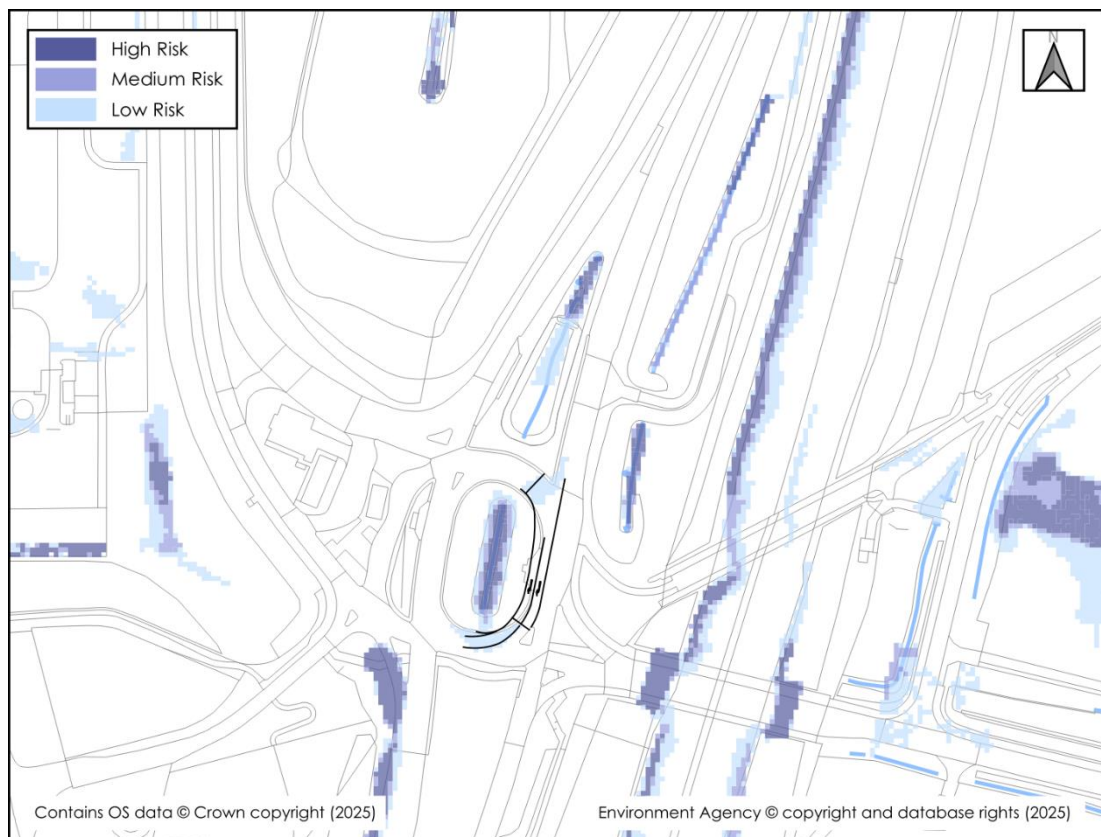 High Risk
Medium Risk
Low Risk
N
Contains OS data © Crown copyright (2025)
Environment Agency © copyright and database rights (2025)